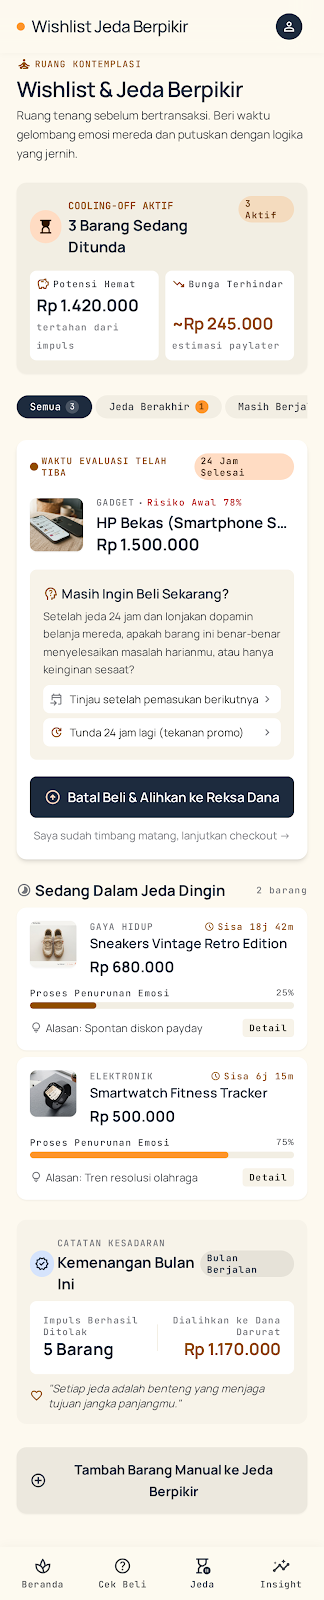 Wishlist Jeda Berpikir
RUANG KONTEMPLASI
Wishlist & Jeda Berpikir
Ruang tenang sebelum bertransaksi. Beri waktu
gelombang emosi mereda dan putuskan dengan logika
yang jernih.
COOLING-OFF AKTIF
3 Barang Sedang
Ditunda
3
Aktif
Potensi Hemat
Rp 1.420.000
tertahan dari
impuls
Bunga Terhindar
~Rp 245.000
estimasi paylater
Semua 3
Jeda Berakhir 1
Masih Berja
WAKTU EVALUASI TELAH
TIBA
24 Jam
Selesai
GADGET • Risiko Awal 78%
HP Bekas (Smartphone S...
Rp 1.500.000
Masih Ingin Beli Sekarang?
Setelah jeda 24 jam dan lonjakan dopamin
belanja mereda, apakah barang ini benar-benar
menyelesaikan masalah harianmu, atau hanya
keinginan sesaat?
Tinjau setelah pemasukan berikutnya
Tunda 24 jam lagi (tekanan promo)
Batal Beli & Alihkan ke Reksa Dana
Saya sudah timbang matang, lanjutkan checkout →
Sedang Dalam Jeda Dingin
2 barang
GAYA HIDUP
Sisa 18j 42m
Sneakers Vintage Retro Edition
Rp 680.000
Proses Penurunan Emosi
25%
Alasan: Spontan diskon payday
Detail
ELEKTRONIK
Sisa 6j 15m
Smartwatch Fitness Tracker
Rp 500.000
Proses Penurunan Emosi
75%
Alasan: Tren resolusi olahraga
Detail
CATATAN KESADARAN
Kemenangan Bulan
Ini
Bulan
Berjalan
Impuls Berhasil
Ditolak
5 Barang
Dialihkan ke Dana
Darurat
Rp 1.170.000
"Setiap jeda adalah benteng yang menjaga
tujuan jangka panjangmu."
Tambah Barang Manual ke Jeda
Berpikir
Beranda
Cek Beli
Jeda
Insight